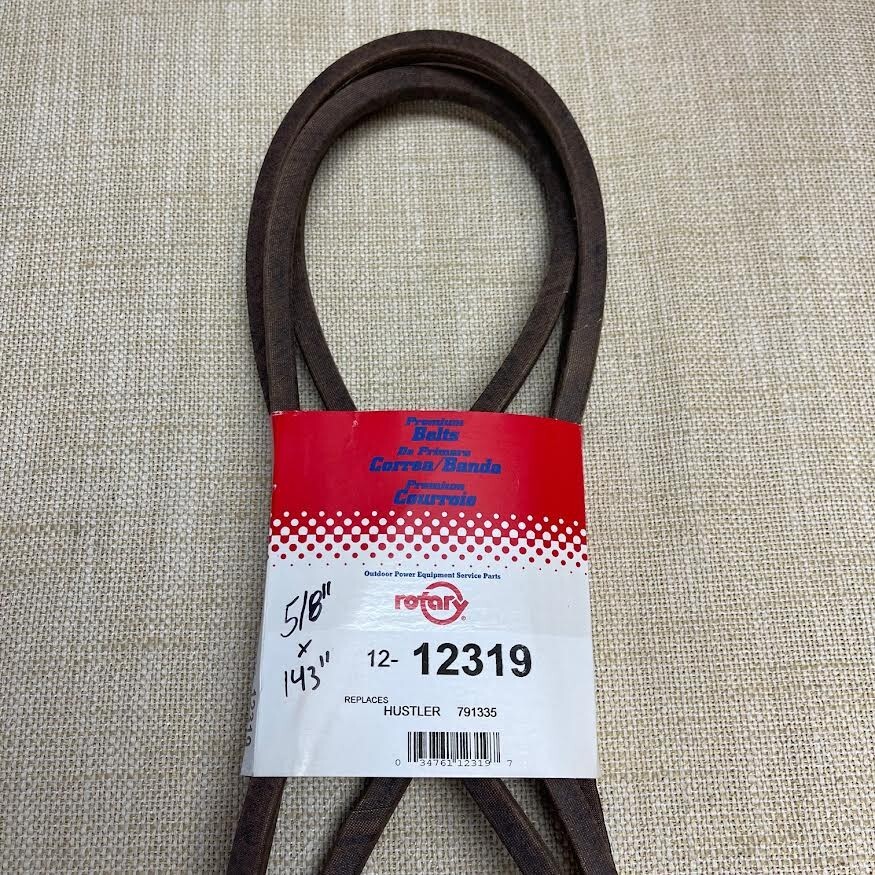 Premium
Belts
De Primera
Correa/Banda
Premium
Courroie
Outdoor Power Equipment Service Parts
rotary®
5/8"
x
143"
12- 12319
REPLACES
HUSTLER 791335
0 34761 12319 7
12319